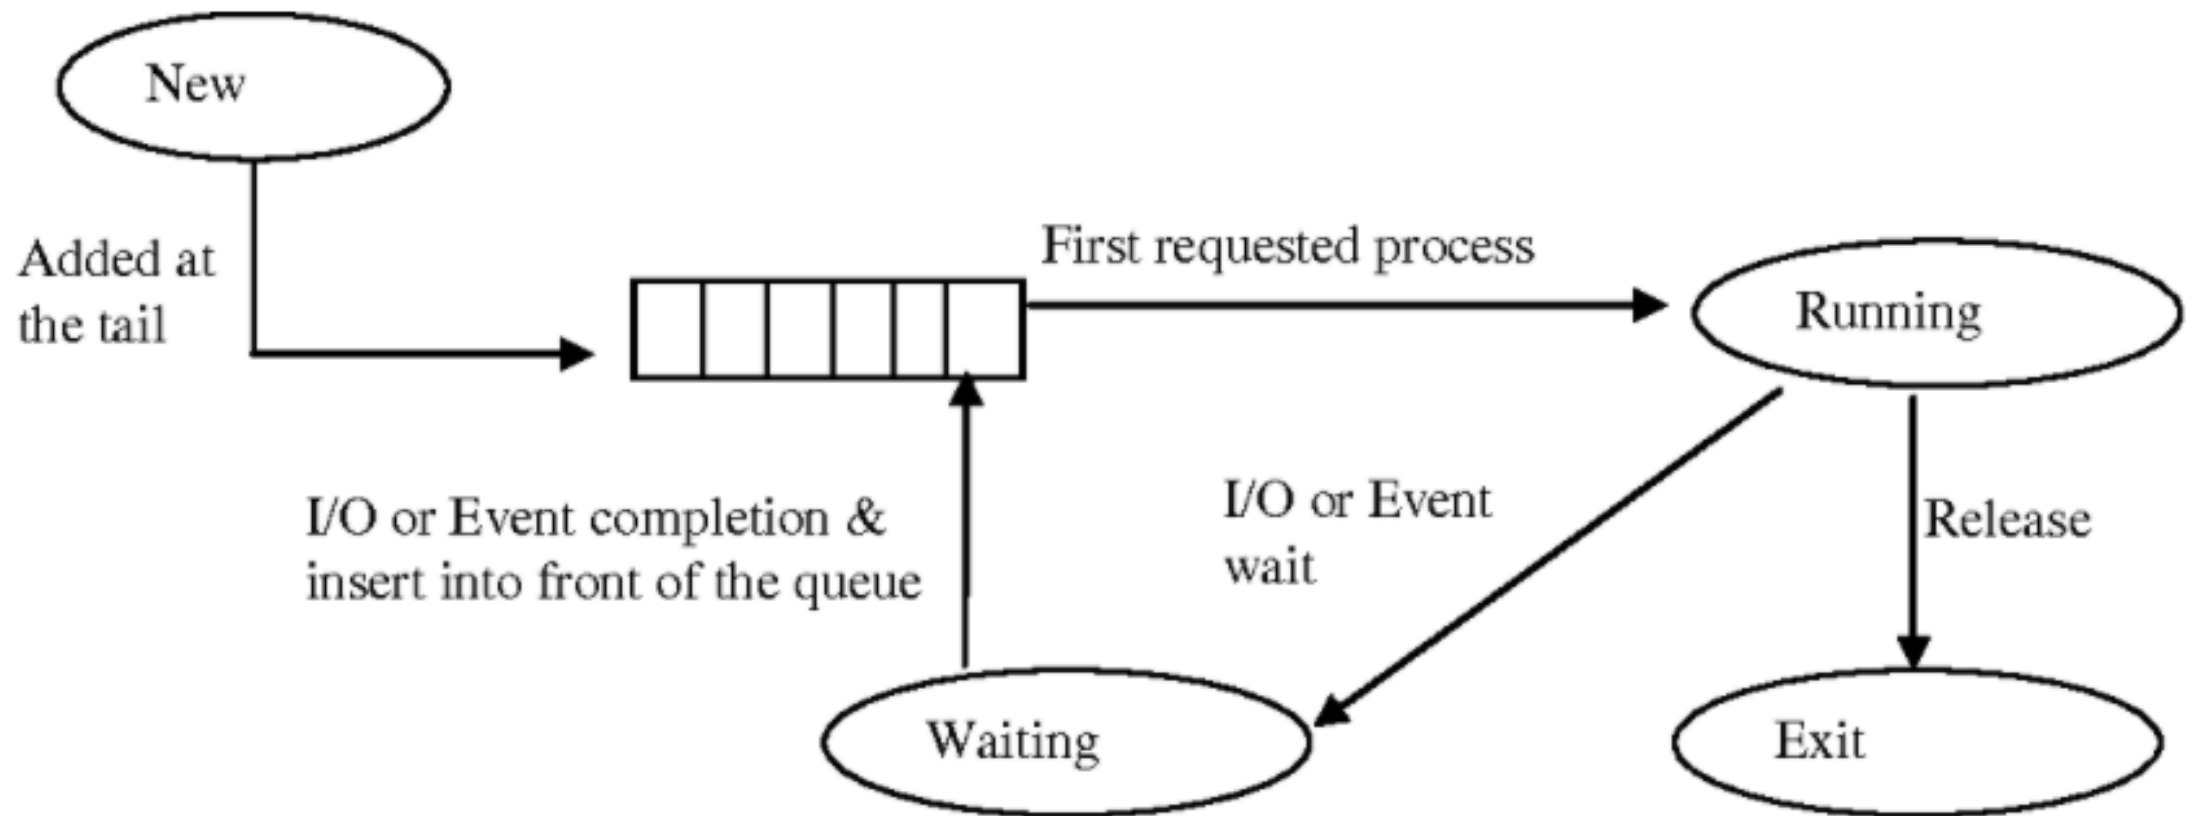 New
Added at
the tail
First requested process
Running
I/O or Event completion &
insert into front of the queue
I/O or Event
wait
Release
Waiting
Exit